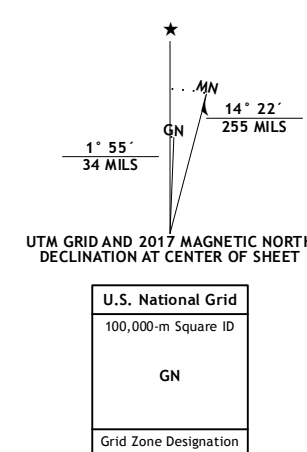 MN
GN
14° 22´
255 MILS
1° 55´
34 MILS
UTM GRID AND 2017 MAGNETIC NORTH
DECLINATION AT CENTER OF SHEET
U.S. National Grid
100,000-m Square ID
GN
Grid Zone Designation